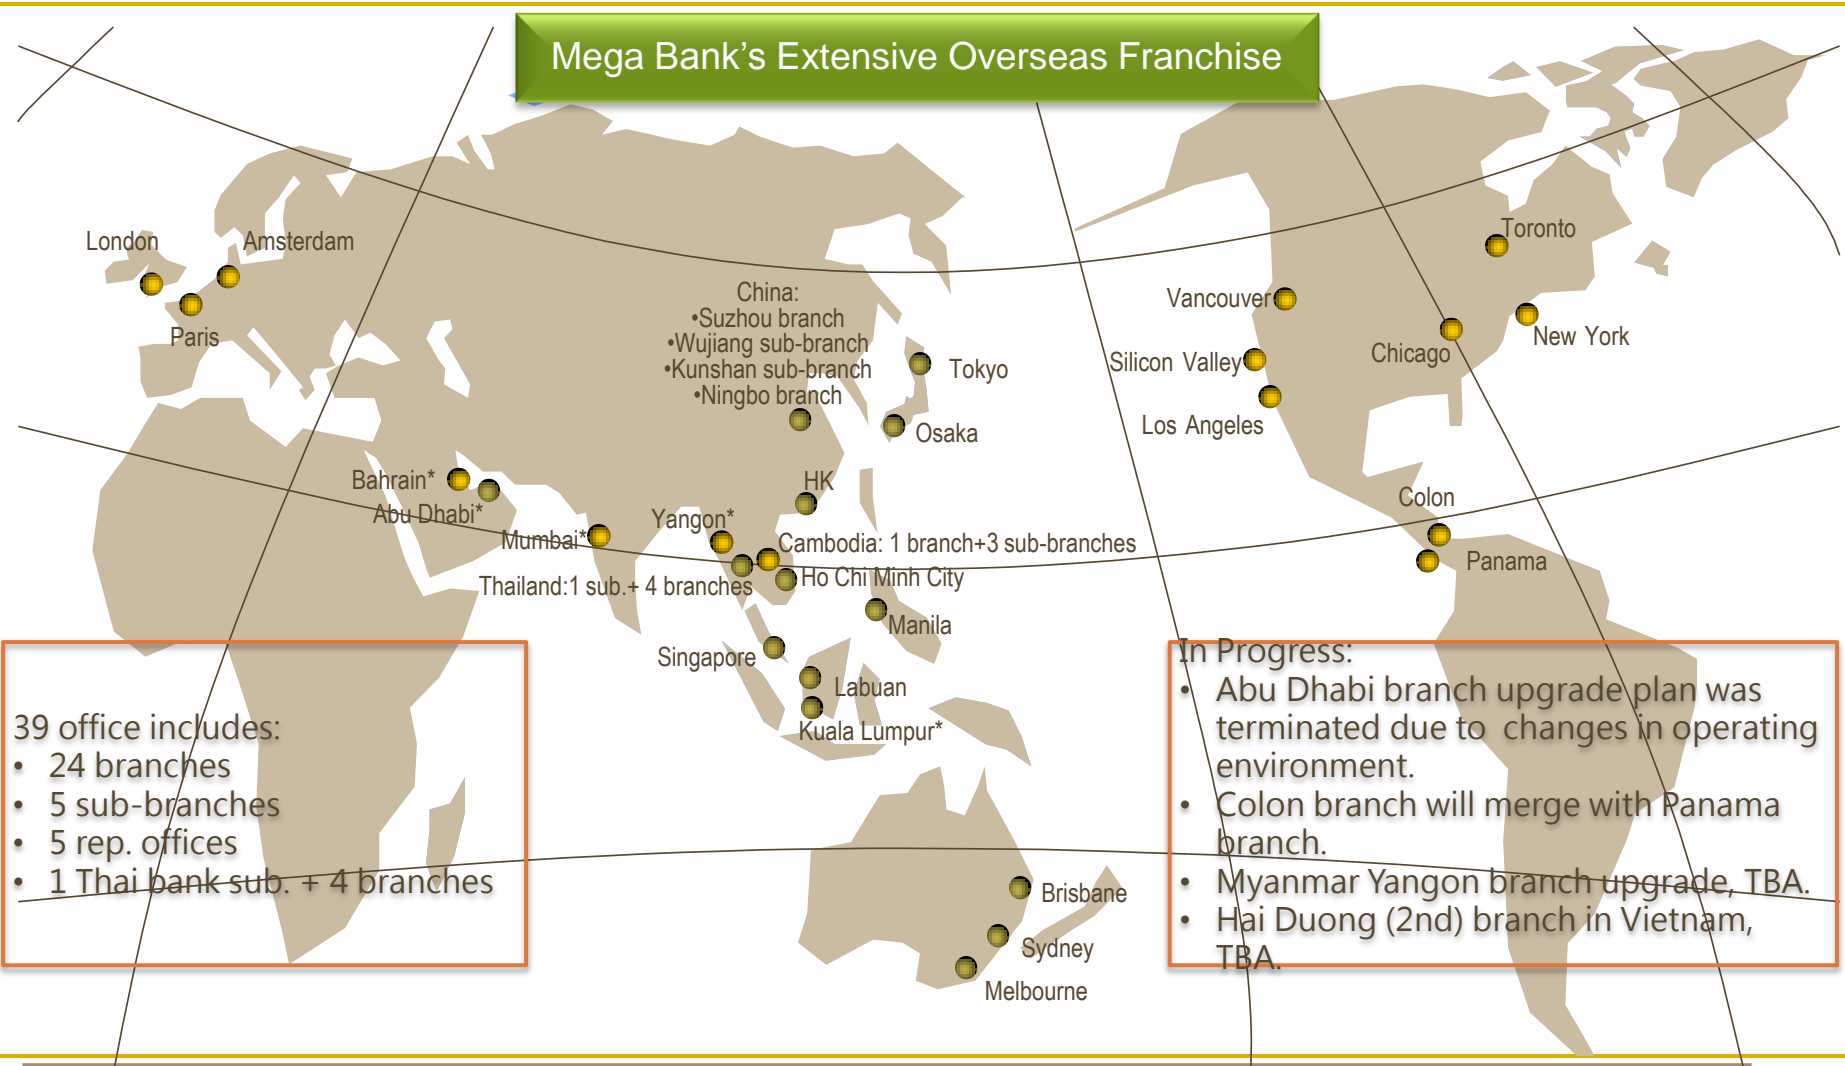 Mega Bank’s Extensive Overseas Franchise
London
Amsterdam
Paris
China:
•Suzhou branch
•Wujiang sub-branch
•Kunshan sub-branch
•Ningbo branch
Tokyo
Osaka
Toronto
Vancouver
New York
Chicago
Silicon Valley
Los Angeles
Bahrain*
Abu Dhabi*
Mumbai*
Yangon*
HK
Cambodia: 1 branch+3 sub-branches
Thailand:1 sub.+ 4 branches
Ho Chi Minh City
Manila
Singapore
Labuan
Kuala Lumpur*
Colon
Panama
Brisbane
Sydney
Melbourne
39 office includes:
• 24 branches
• 5 sub-branches
• 5 rep. offices
• 1 Thai bank sub. + 4 branches
In Progress:
• Abu Dhabi branch upgrade plan was
terminated due to changes in operating
environment.
• Colon branch will merge with Panama
branch.
• Myanmar Yangon branch upgrade, TBA.
• Hai Duong (2nd) branch in Vietnam,
TBA.